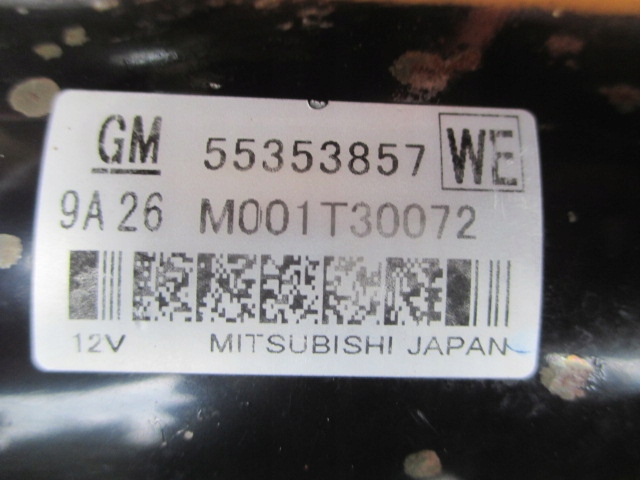 GM 55353857 WE
9A 26 M001T30072
12V MITSUBISHI JAPAN